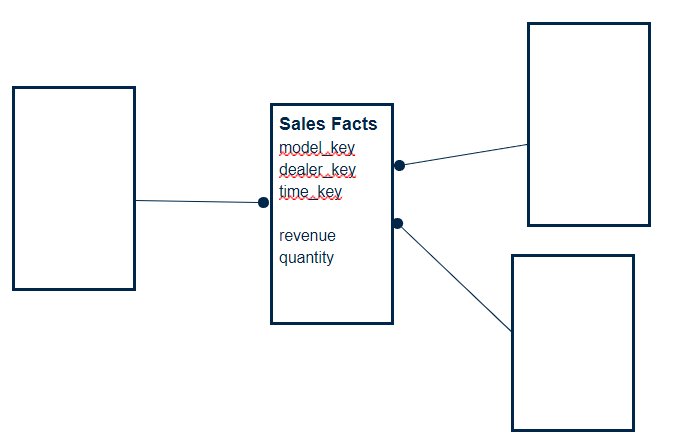 Sales Facts
model_key
dealer_key
time_key
revenue
quantity